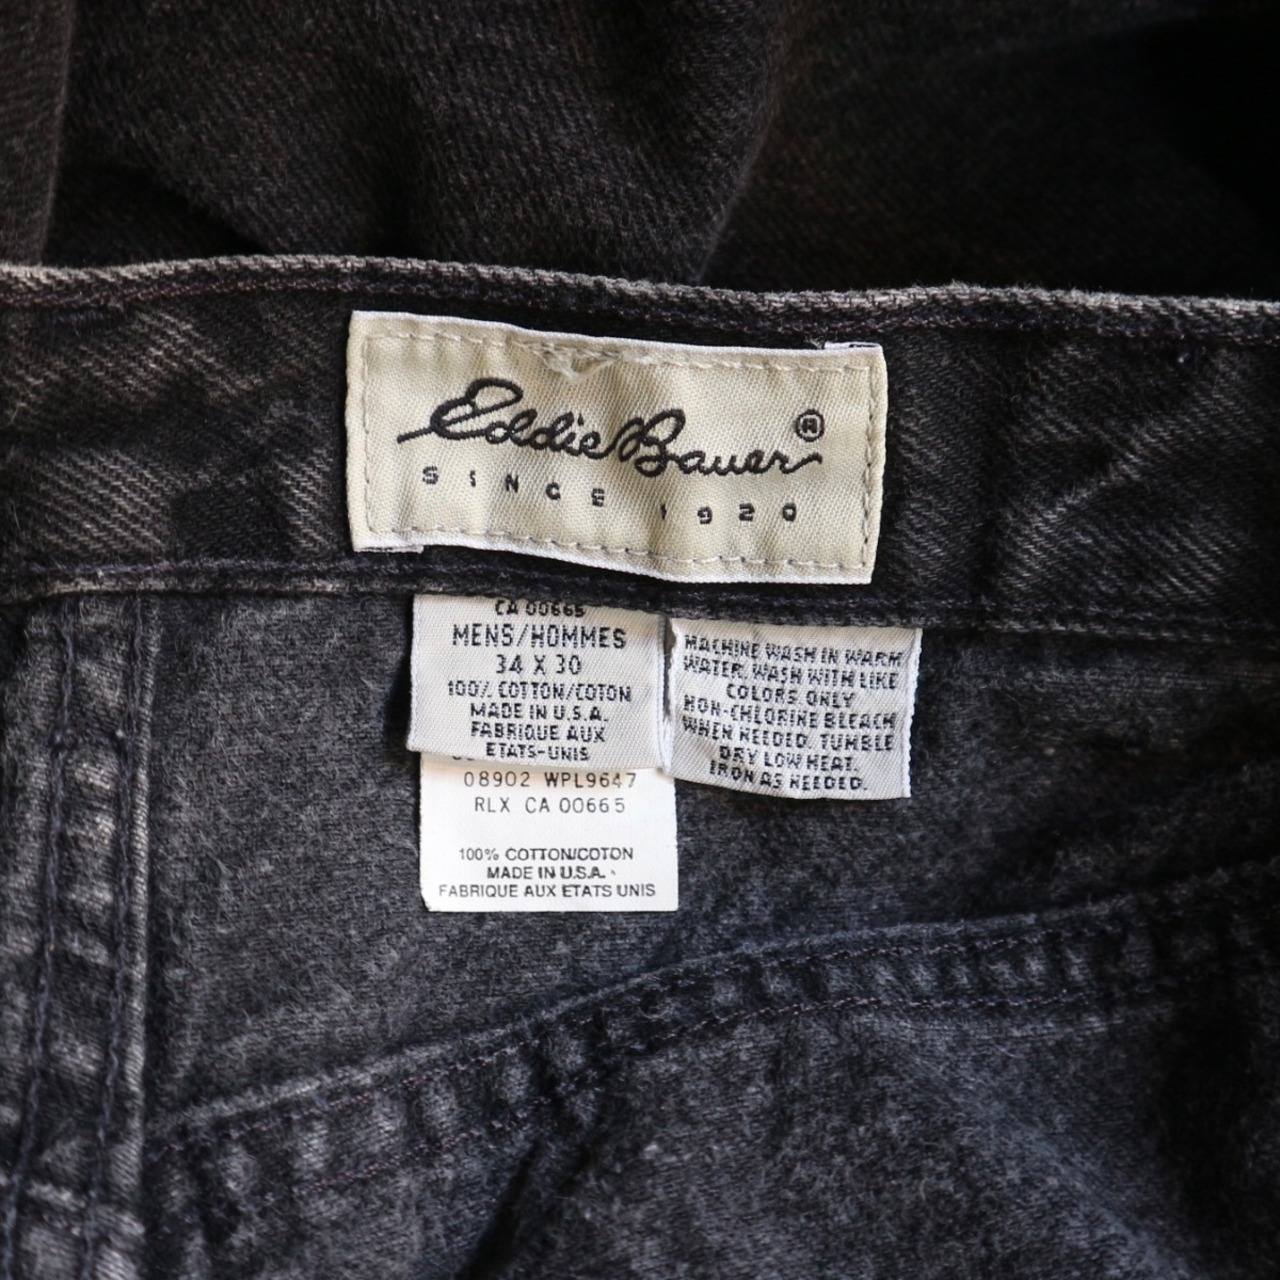 Eddie Bauer ®
SINCE 1920
CA 00665
MENS/HOMMES
34 X 30
100% COTTON/COTON
MADE IN U.S.A.
FABRIQUE AUX
ETATS-UNIS
MACHINE WASH IN WARM
WATER. WASH WITH LIKE
COLORS. ONLY
NON-CHLORINE BLEACH
WHEN NEEDED. TUMBLE
DRY LOW HEAT.
IRON AS NEEDED.
08902 WPL9647
RLX CA 00665
100% COTTON/COTON
MADE IN U.S.A.
FABRIQUE AUX ETATS UNIS